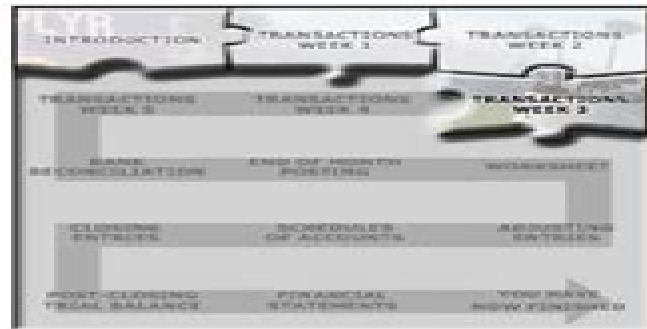 INTRODUCTION
TRANSACTIONS
WEEK 1
TRANSACTIONS
WEEK 2
TRANSACTIONS
WEEK 5
TRANSACTIONS
WEEK 4
TRANSACTIONS
WEEK 3
BANK
RECONCILIATION
END OF MONTH
POSTING
WORKSHEET
CLOSING
ENTRIES
SCHEDULES
OF ACCOUNTS
ADJUSTING
ENTRIES
POST-CLOSING
TRIAL BALANCE
FINANCIAL
STATEMENTS
YOU HAVE
NOW FINISHED